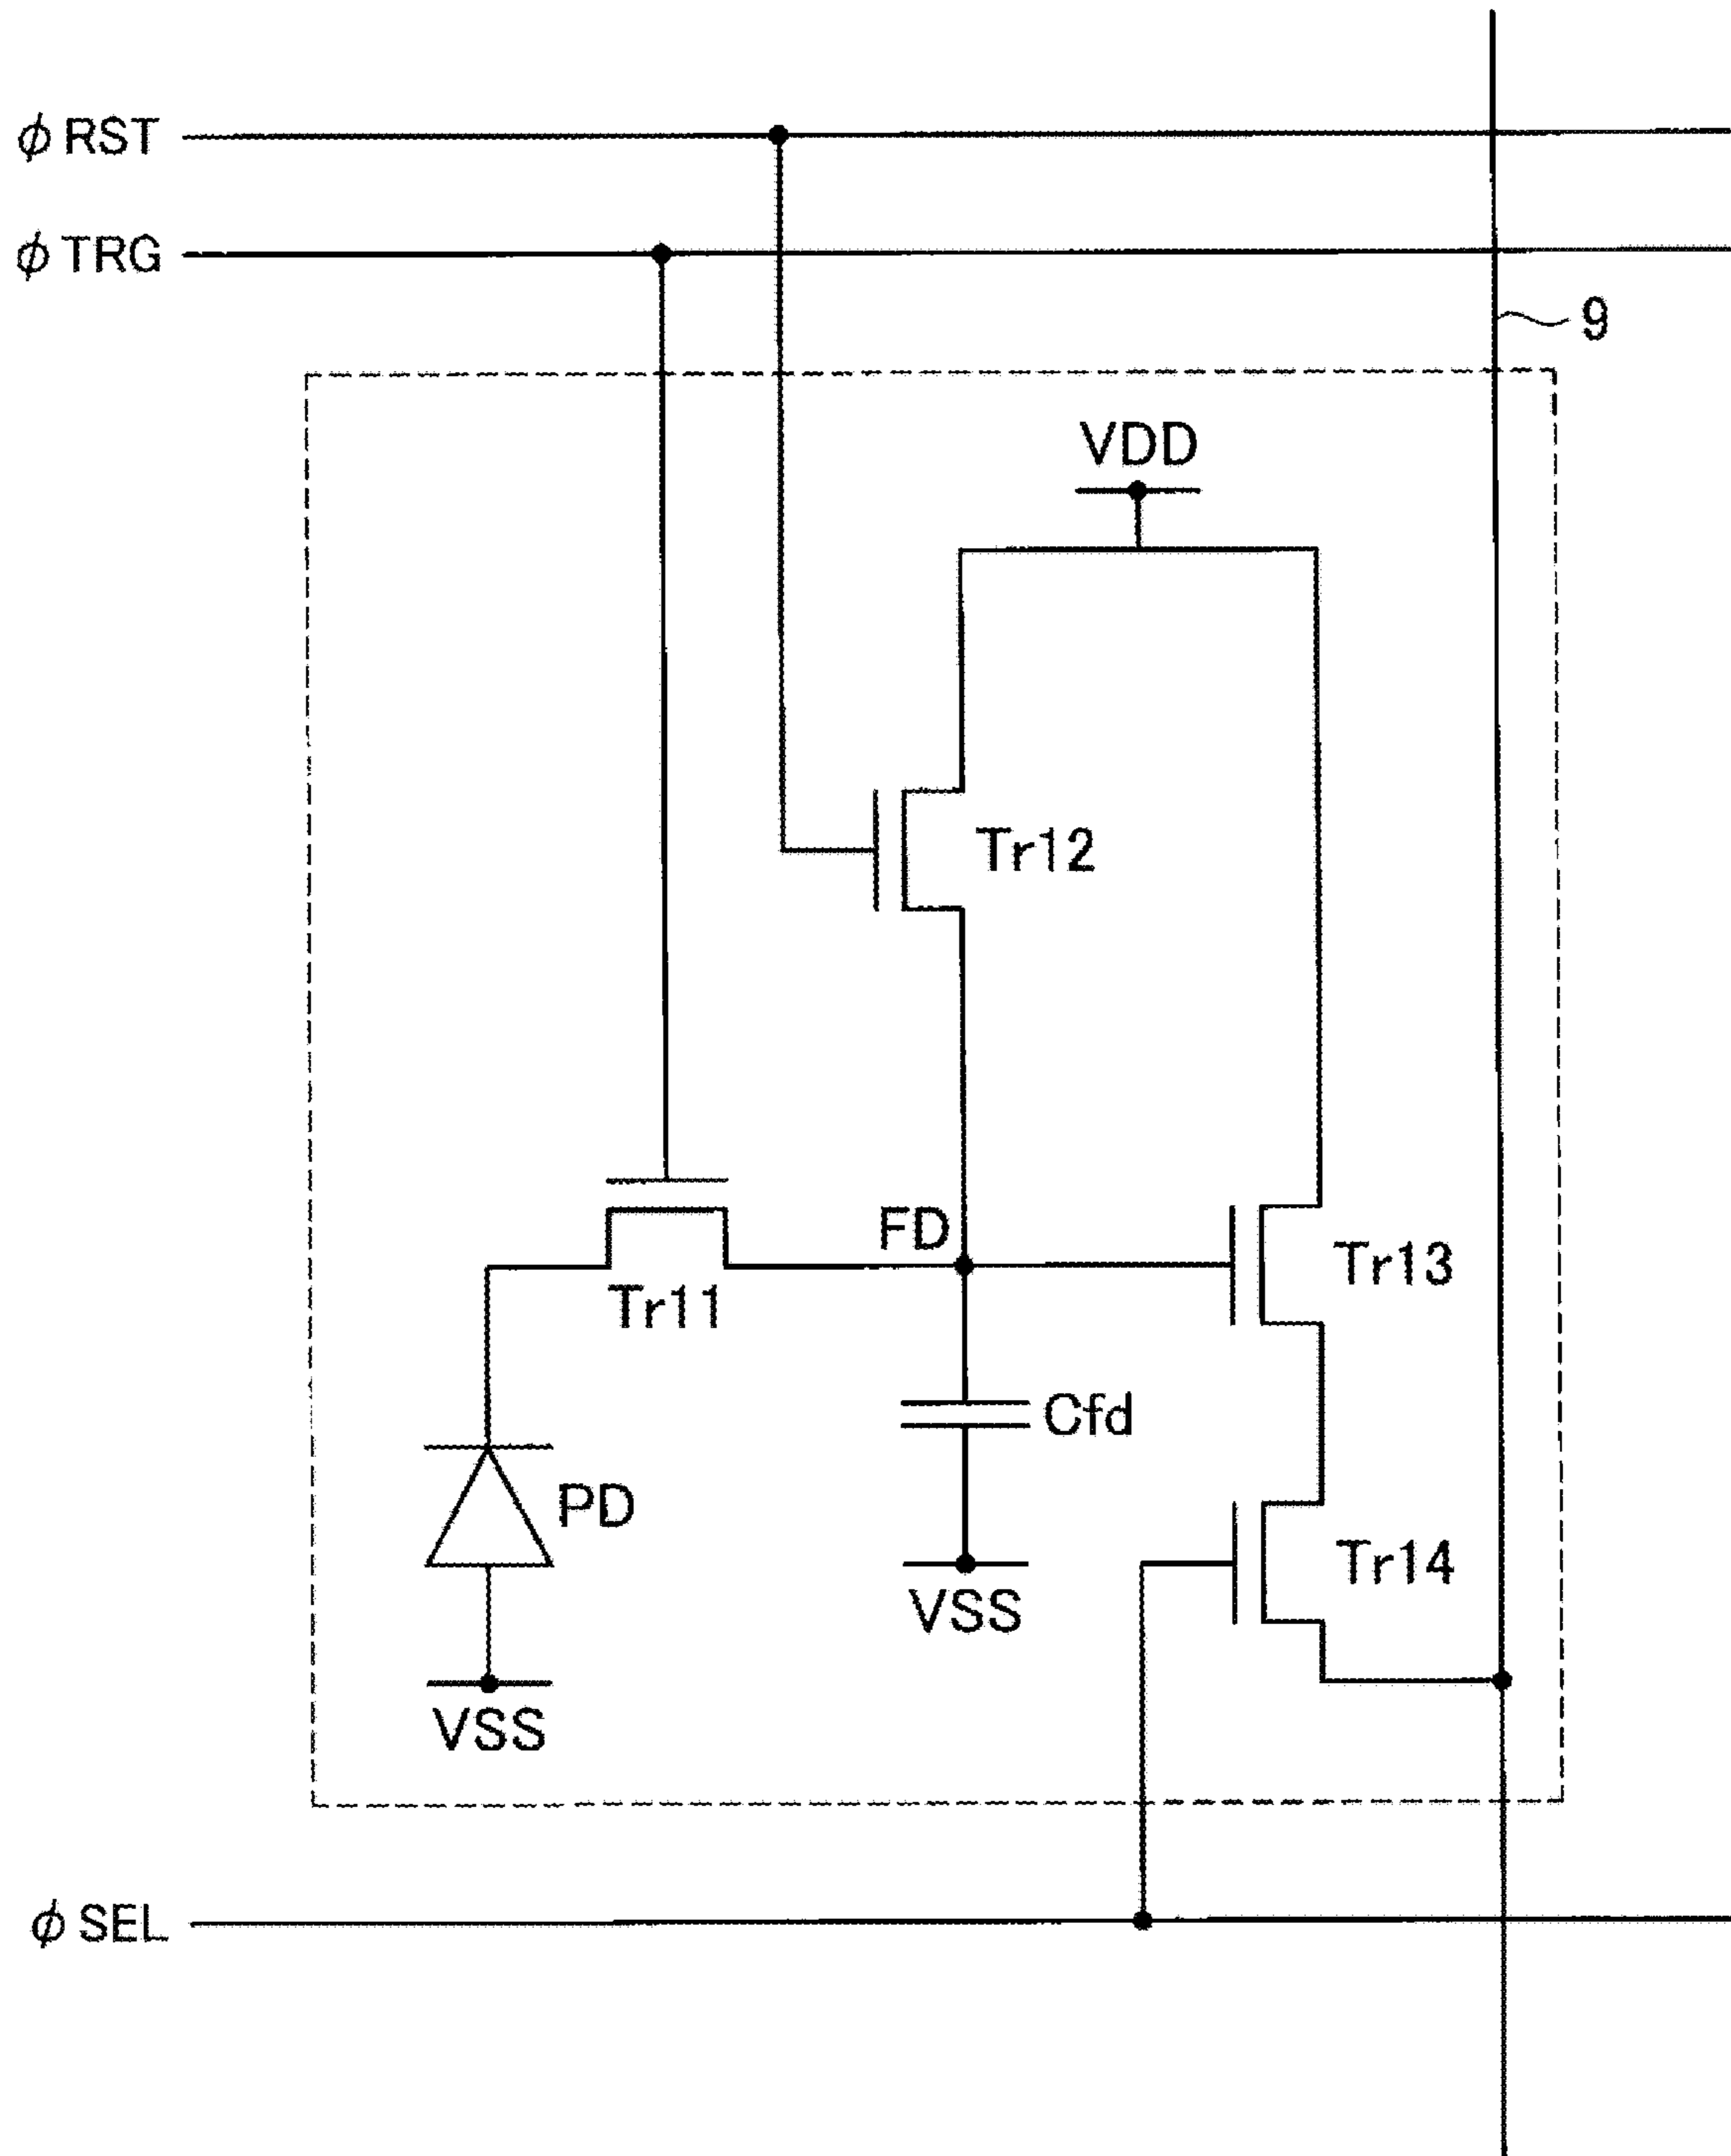 ϕ RST
ϕ TRG
9
VDD
Tr12
FD
Tr13
Tr11
Cfd
PD
Tr14
VSS
VSS
ϕ SEL